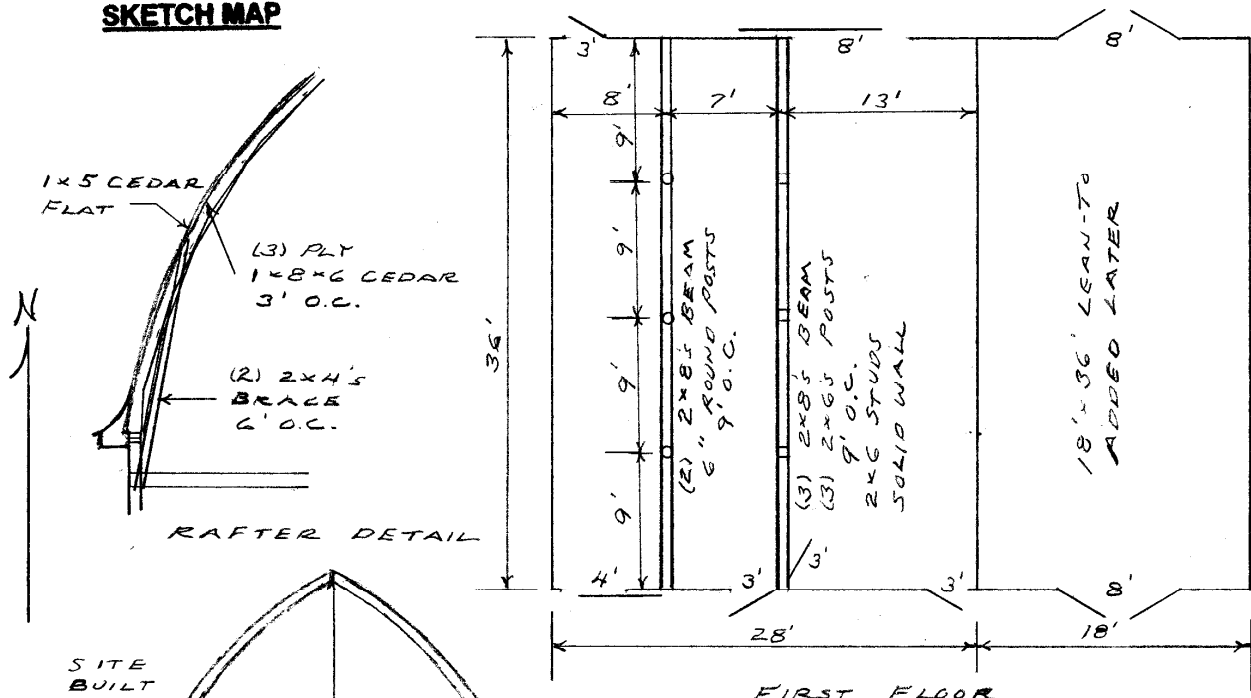 SKETCH MAP
1x5 CEDAR
FLAT
(3) PLY
1x8x6 CEDAR
3' O.C.
N
(2) 2x4's
BRACE
6' O.C.
RAFTER DETAIL
SITE
BUILT
3'
8'
8'
8'
7'
13'
9'
9'
9'
9'
36'
(2) 2x8's BEAM
6" ROUND POSTS
9' O.C.
(3) 2x8's BEAM
(3) 2x6's POSTS
9' O.C.
2x6 STUDS
SOLID WALL
18' x 36' LEAN-TO
ADDED LATER
4'
3'
3'
3'
8'
28'
18'
FIRST FLOOR